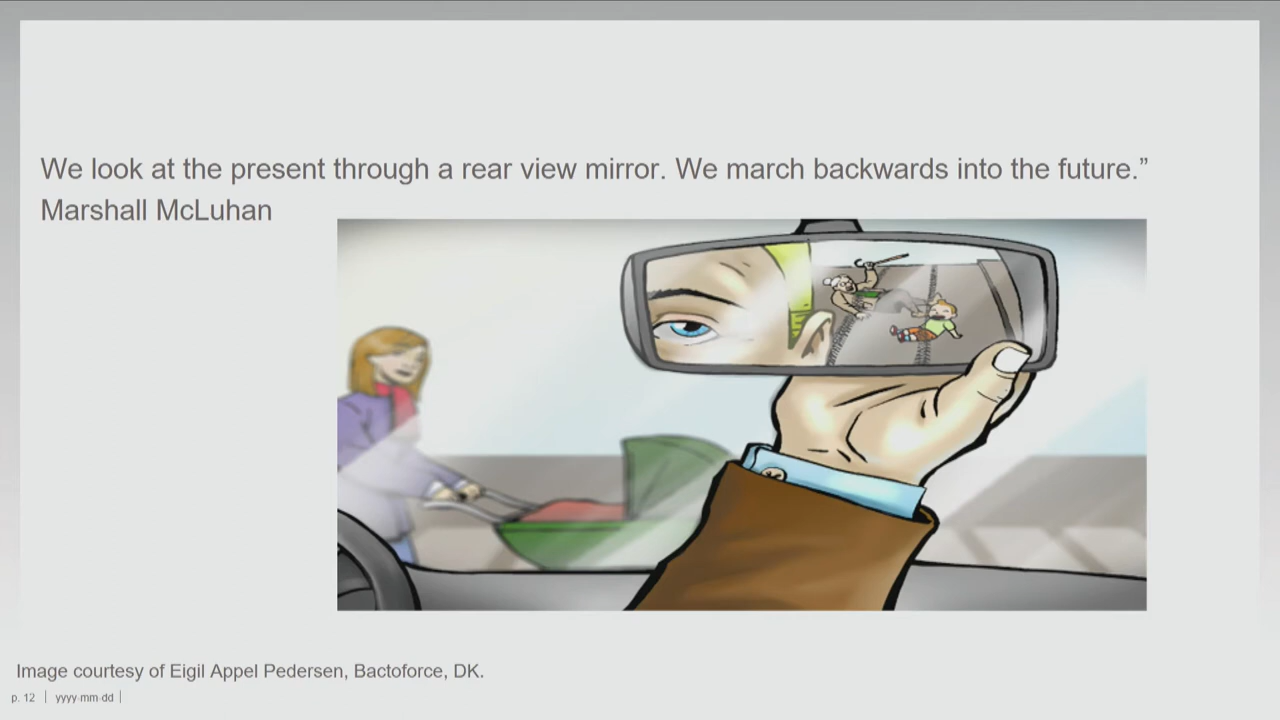 We look at the present through a rear view mirror. We march backwards into the future.”
Marshall McLuhan
Image courtesy of Eigil Appel Pedersen, Bactoforce, DK.
p. 12 | yyyy-mm-dd |